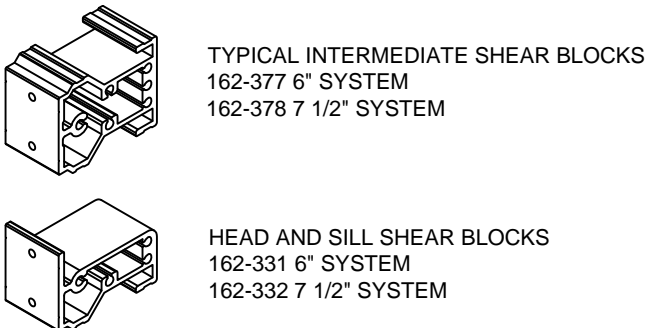 TYPICAL INTERMEDIATE SHEAR BLOCKS
162-377 6" SYSTEM
162-378 7 1/2" SYSTEM
HEAD AND SILL SHEAR BLOCKS
162-331 6" SYSTEM
162-332 7 1/2" SYSTEM